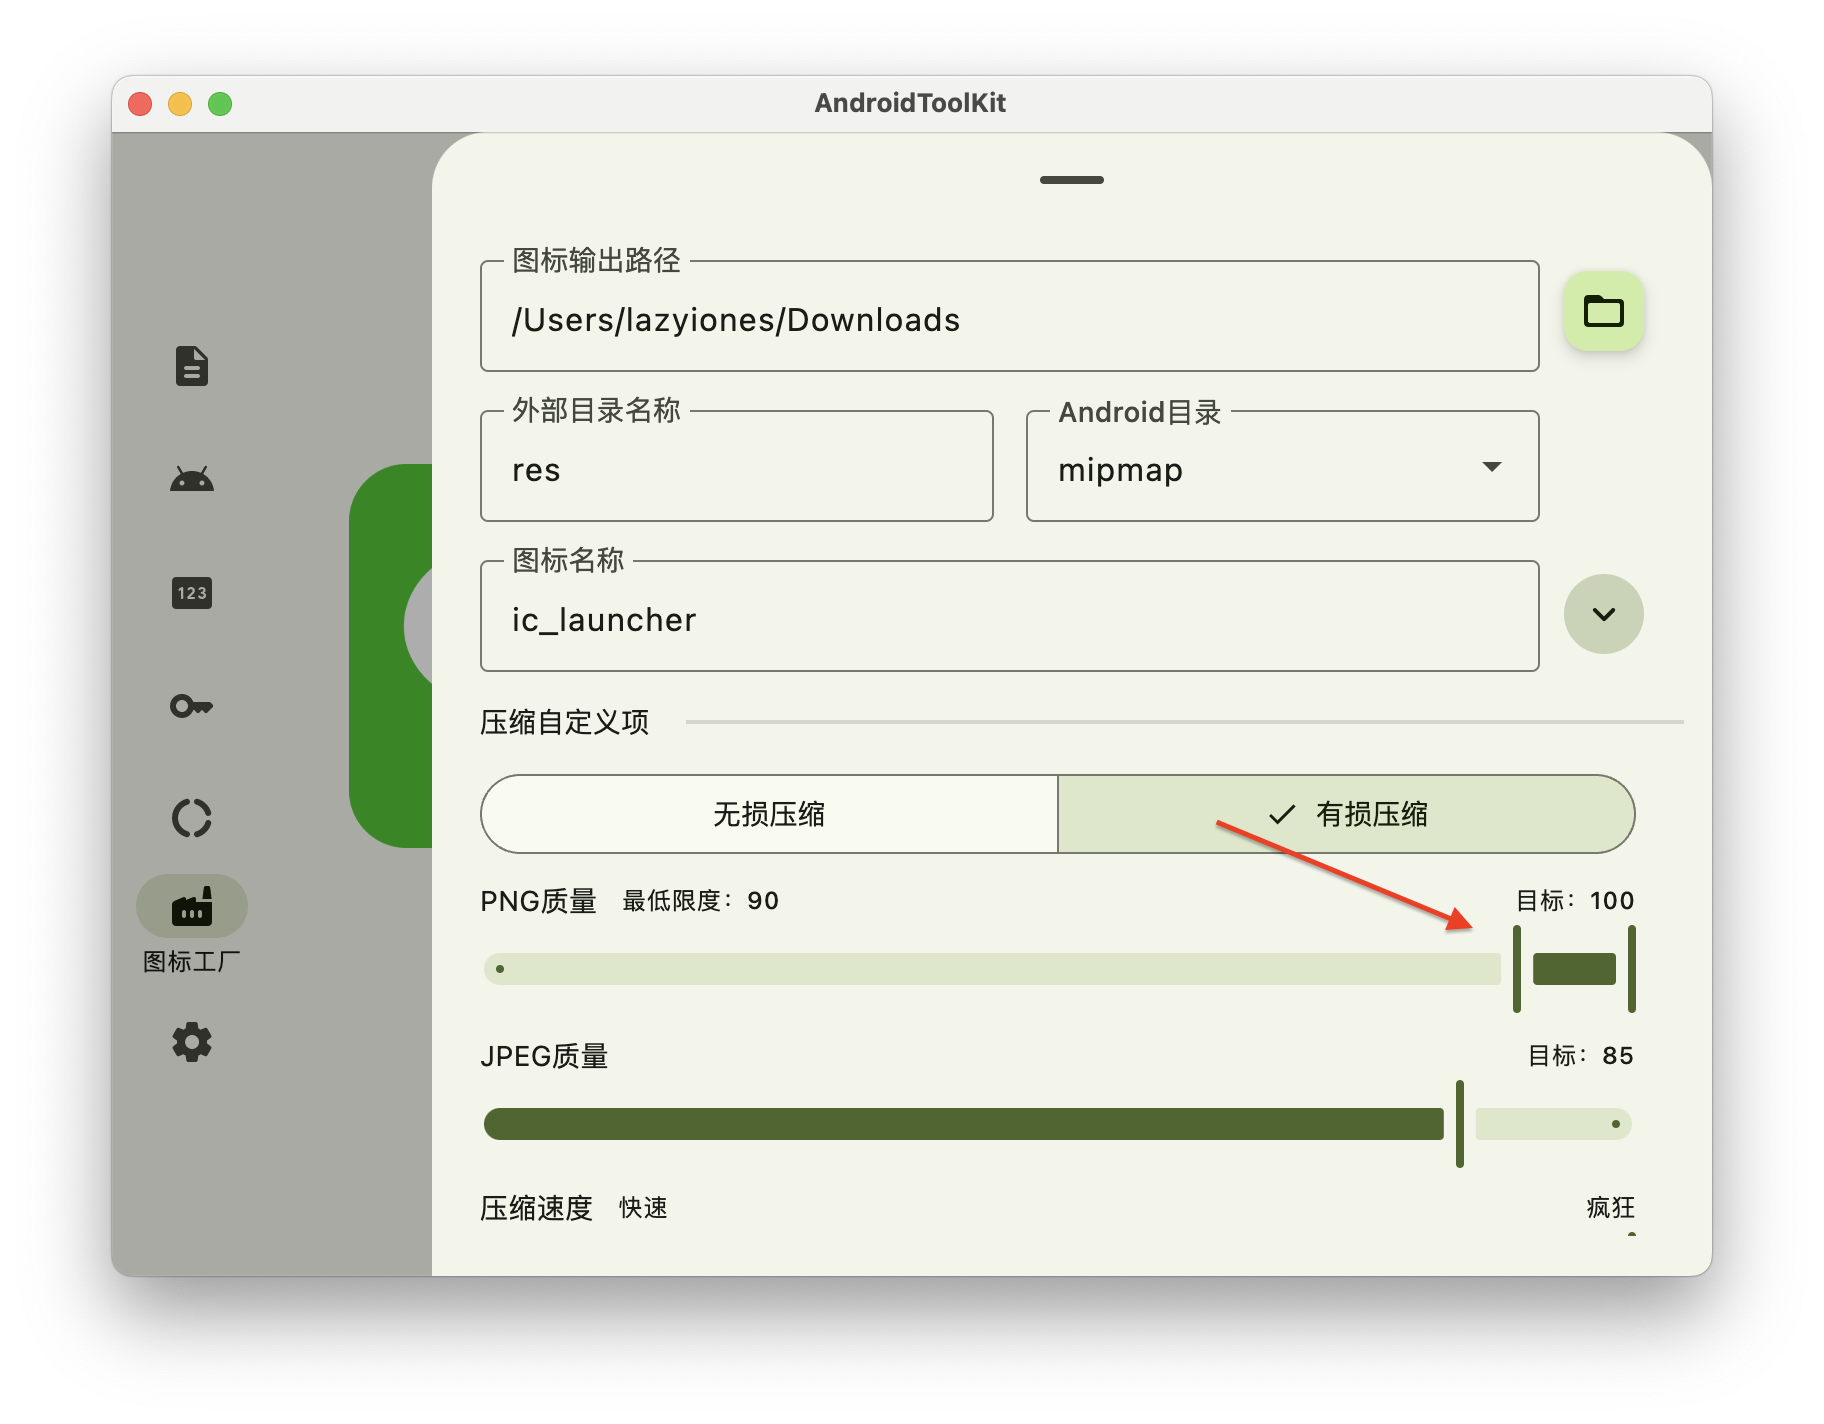 AndroidToolKit
图标输出路径
/Users/lazyiones/Downloads
外部目录名称
Android目录
res
mipmap
123
图标名称
ic_launcher
压缩自定义项
无损压缩
有损压缩
PNG质量 最低限度：90
目标：100
图标工厂
JPEG质量
目标：85
压缩速度 快速
疯狂